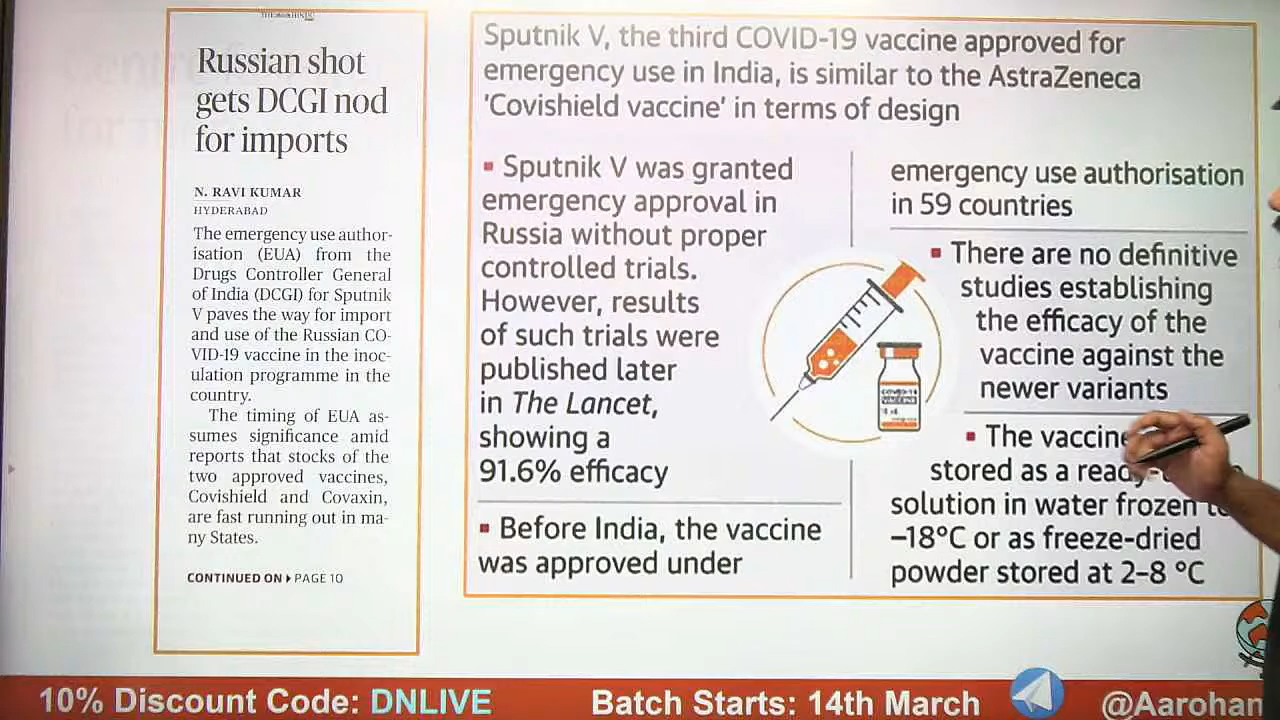 Russian shot
gets DCGI nod
for imports
N. RAVI KUMAR
HYDERABAD
The emergency use author-
isation (EUA) from the
Drugs Controller General
of India (DCGI) for Sputnik
V paves the way for import
and use of the Russian CO-
VID-19 vaccine in the inoc-
ulation programme in the
country.
The timing of EUA as-
sumes significance amid
reports that stocks of the
two approved vaccines,
Covishield and Covaxin,
are fast running out in ma-
ny States.
CONTINUED ON PAGE 10
Sputnik V, the third COVID-19 vaccine approved for
emergency use in India, is similar to the AstraZeneca
'Covishield vaccine' in terms of design
▪ Sputnik V was granted
emergency approval in
Russia without proper
controlled trials.
However, results
of such trials were
published later
in The Lancet,
showing a
91.6% efficacy
▪ Before India, the vaccine
was approved under
emergency use authorisation
in 59 countries
▪ There are no definitive
studies establishing
the efficacy of the
vaccine against the
newer variants
▪ The vaccine
stored as a
solution in water frozen
–18°C or as freeze-dried
powder stored at 2–8 °C
COVID-19
VACCINE
10% Discount Code: DNLIVE
Batch Starts: 14th March
@Aarohan